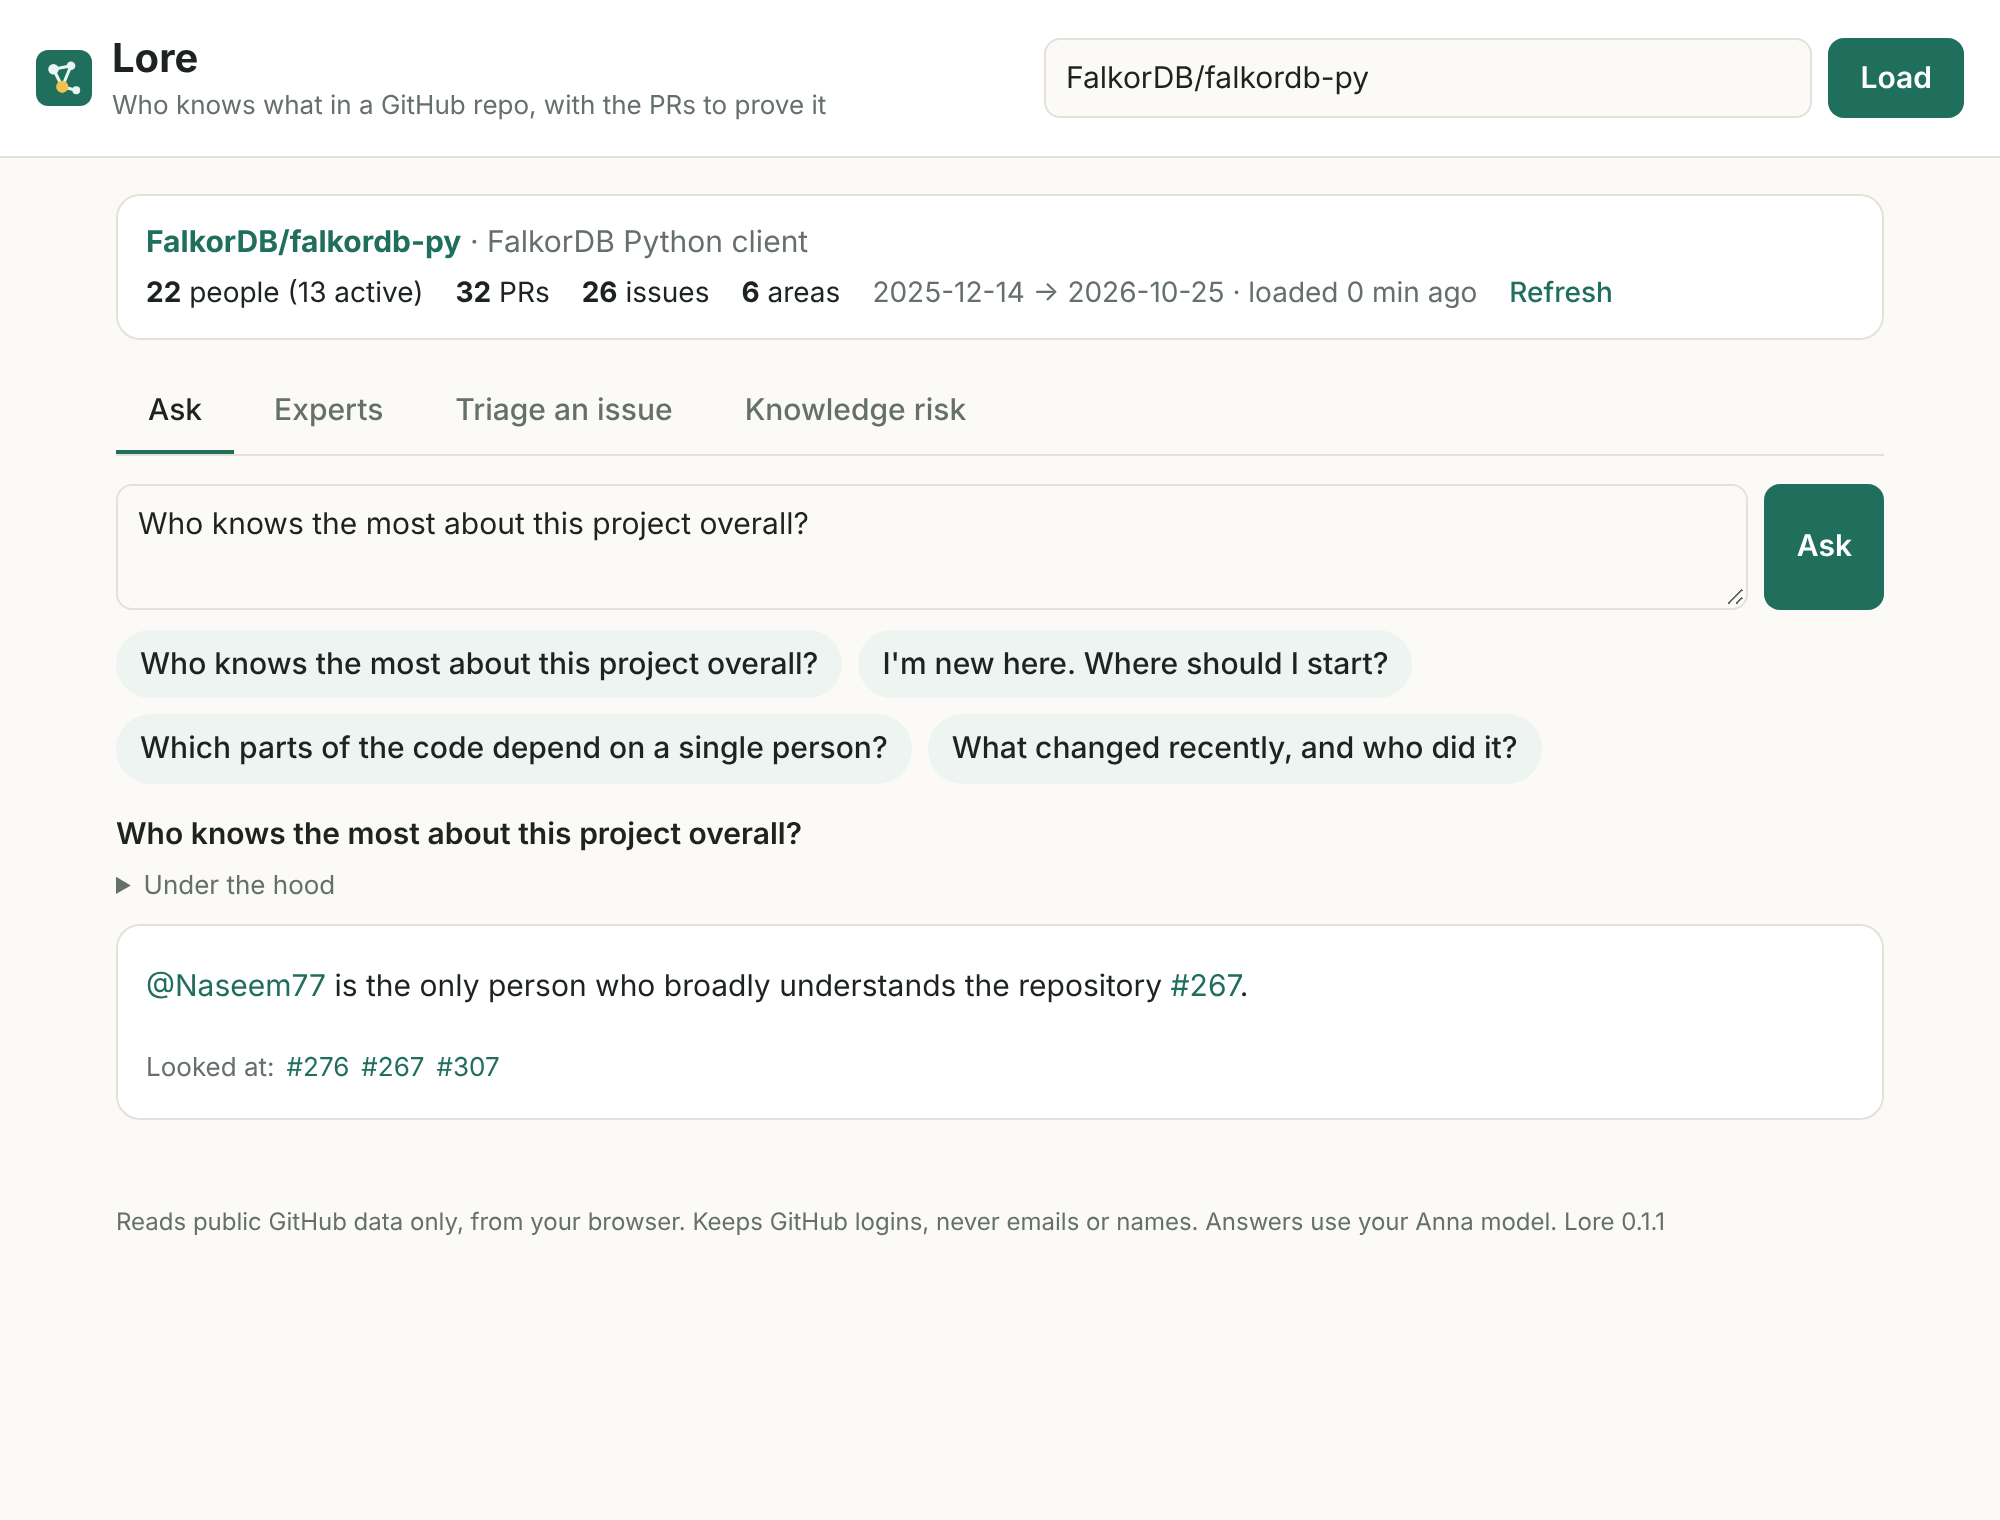 Lore
Who knows what in a GitHub repo, with the PRs to prove it
FalkorDB/falkordb-py
Load
FalkorDB/falkordb-py · FalkorDB Python client
22 people (13 active) 32 PRs 26 issues 6 areas 2025-12-14 → 2026-10-25 · loaded 0 min ago Refresh
Ask Experts Triage an issue Knowledge risk
Who knows the most about this project overall?
Ask
Who knows the most about this project overall? I'm new here. Where should I start?
Which parts of the code depend on a single person? What changed recently, and who did it?
Who knows the most about this project overall?
▶ Under the hood
@Naseem77 is the only person who broadly understands the repository #267.
Looked at: #276 #267 #307
Reads public GitHub data only, from your browser. Keeps GitHub logins, never emails or names. Answers use your Anna model. Lore 0.1.1